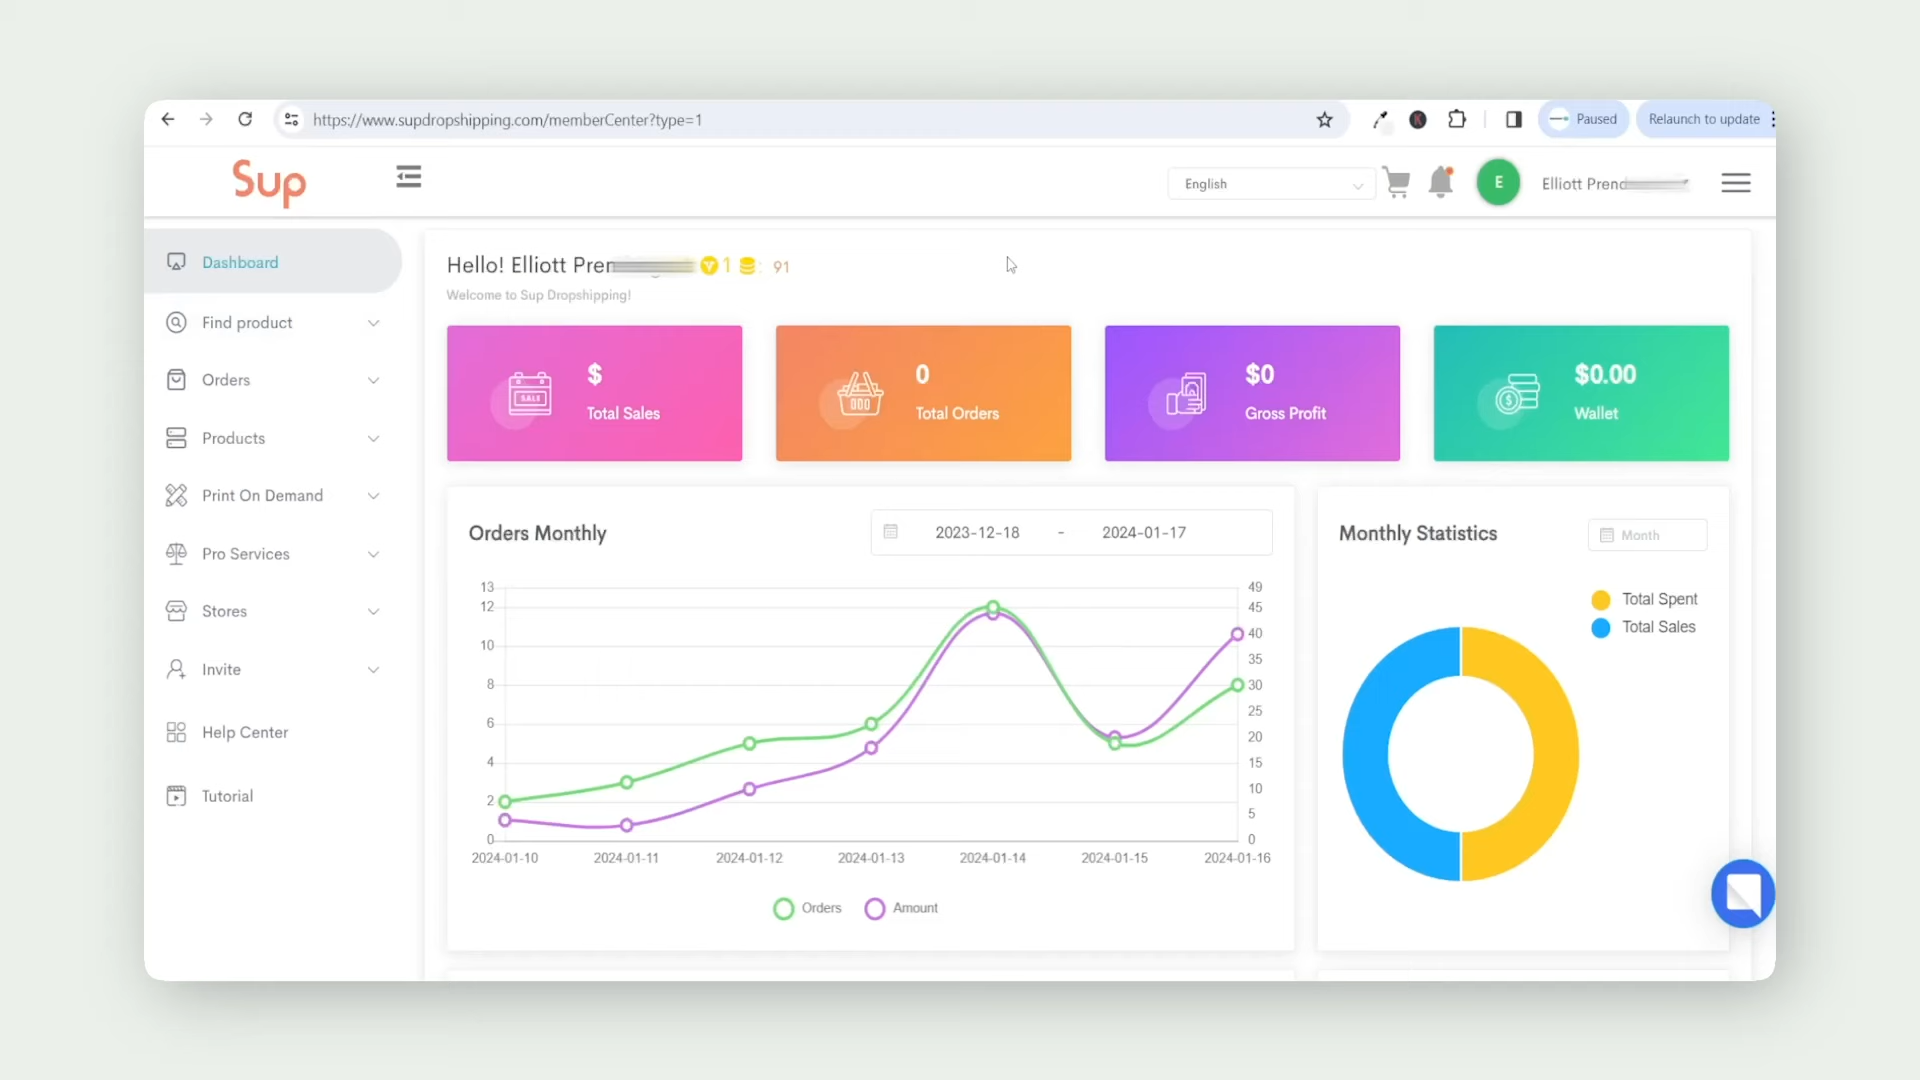 https://www.supdropshipping.com/memberCenter?type=1
Paused
Relaunch to update
Sup
English
E
Elliott
Dashboard
Find product
Orders
Products
Print On Demand
Pro Services
Stores
Invite
Help Center
Tutorial
Hello! Elliott
1
: 91
Welcome to Sup Dropshipping!
$
Total Sales
SALE
0
Total Orders
$0
Gross Profit
$0.00
Wallet
Orders Monthly
2023-12-18 - 2024-01-17
13
12
10
8
6
4
2
0
49
45
40
35
30
25
20
15
10
5
0
2024-01-10 2024-01-11 2024-01-12 2024-01-13 2024-01-14 2024-01-15 2024-01-16
Orders Amount
Monthly Statistics
Month
Total Spent
Total Sales